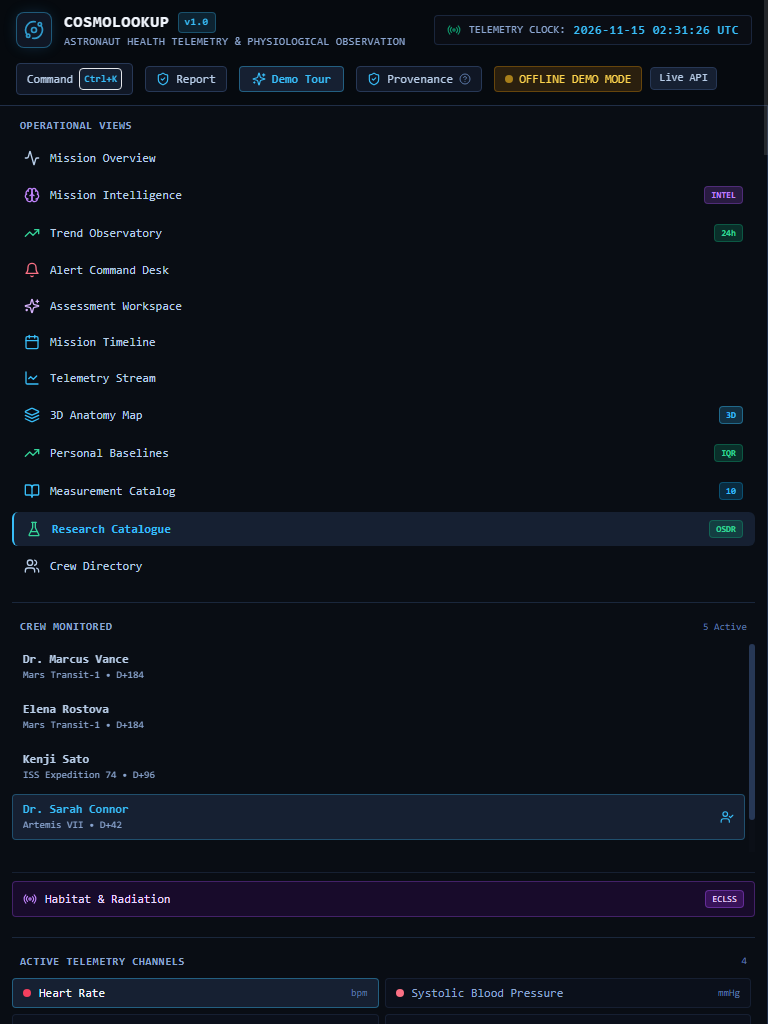 COSMOLOOKUP v1.0
ASTRONAUT HEALTH TELEMETRY & PHYSIOLOGICAL OBSERVATION
TELEMETRY CLOCK: 2026-11-15 02:31:26 UTC
Command Ctrl+K
Report
Demo Tour
Provenance ?
OFFLINE DEMO MODE
Live API
OPERATIONAL VIEWS
Mission Overview
Mission Intelligence INTEL
Trend Observatory 24h
Alert Command Desk
Assessment Workspace
Mission Timeline
Telemetry Stream
3D Anatomy Map 3D
Personal Baselines IQR
Measurement Catalog 10
Research Catalogue OSDR
Crew Directory
CREW MONITORED 5 Active
Dr. Marcus Vance
Mars Transit-1 • D+184
Elena Rostova
Mars Transit-1 • D+184
Kenji Sato
ISS Expedition 74 • D+96
Dr. Sarah Connor
Artemis VII • D+42
Habitat & Radiation ECLSS
ACTIVE TELEMETRY CHANNELS 4
Heart Rate bpm
Systolic Blood Pressure mmHg